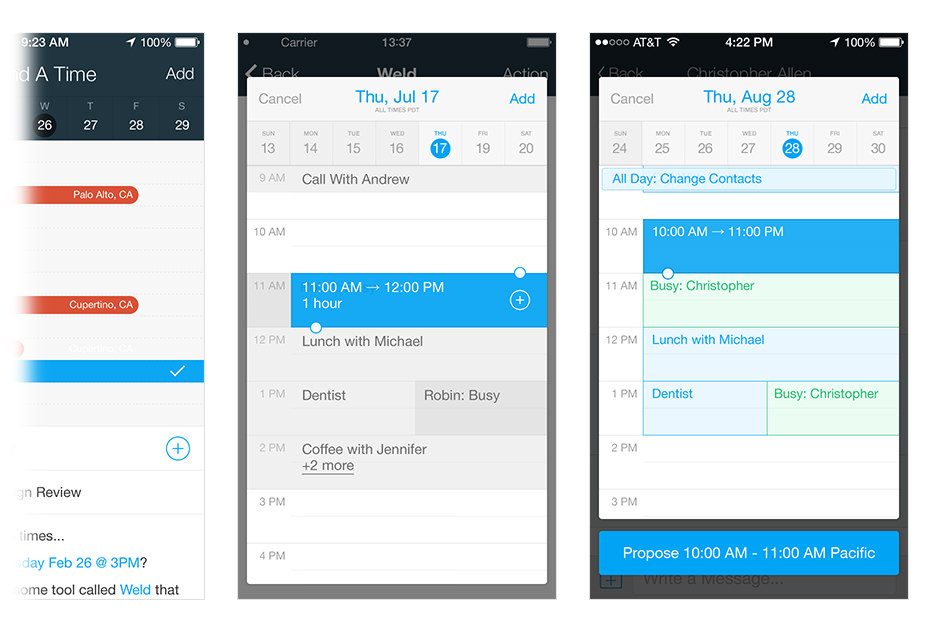 9:23 AM
100%
d A Time
Add
W T F S
26 27 28 29
Palo Alto, CA
Cupertino, CA
Cupertino, CA
gn Review
times...
day Feb 26 @ 3PM?
some tool called Weld that
Carrier
13:37
Back
Weld
Action
Cancel
Thu, Jul 17
ALL TIMES PDT
Add
SUN MON TUE WED THU FRI SAT
13 14 15 16 17 19 20
9 AM
Call With Andrew
10 AM
11 AM
11:00 AM → 12:00 PM
1 hour
12 PM
Lunch with Michael
1 PM
Dentist
Robin: Busy
2 PM
Coffee with Jennifer
+2 more
3 PM
4 PM
AT&T
4:22 PM
100%
Back
Christopher Allen
Cancel
Thu, Aug 28
ALL TIMES PDT
Add
SUN MON TUE WED THU FRI SAT
24 25 26 27 28 29 30
All Day: Change Contacts
10 AM
10:00 AM → 11:00 PM
11 AM
Busy: Christopher
12 PM
Lunch with Michael
1 PM
Dentist
Busy: Christopher
2 PM
3 PM
Propose 10:00 AM - 11:00 AM Pacific
Write a Message...